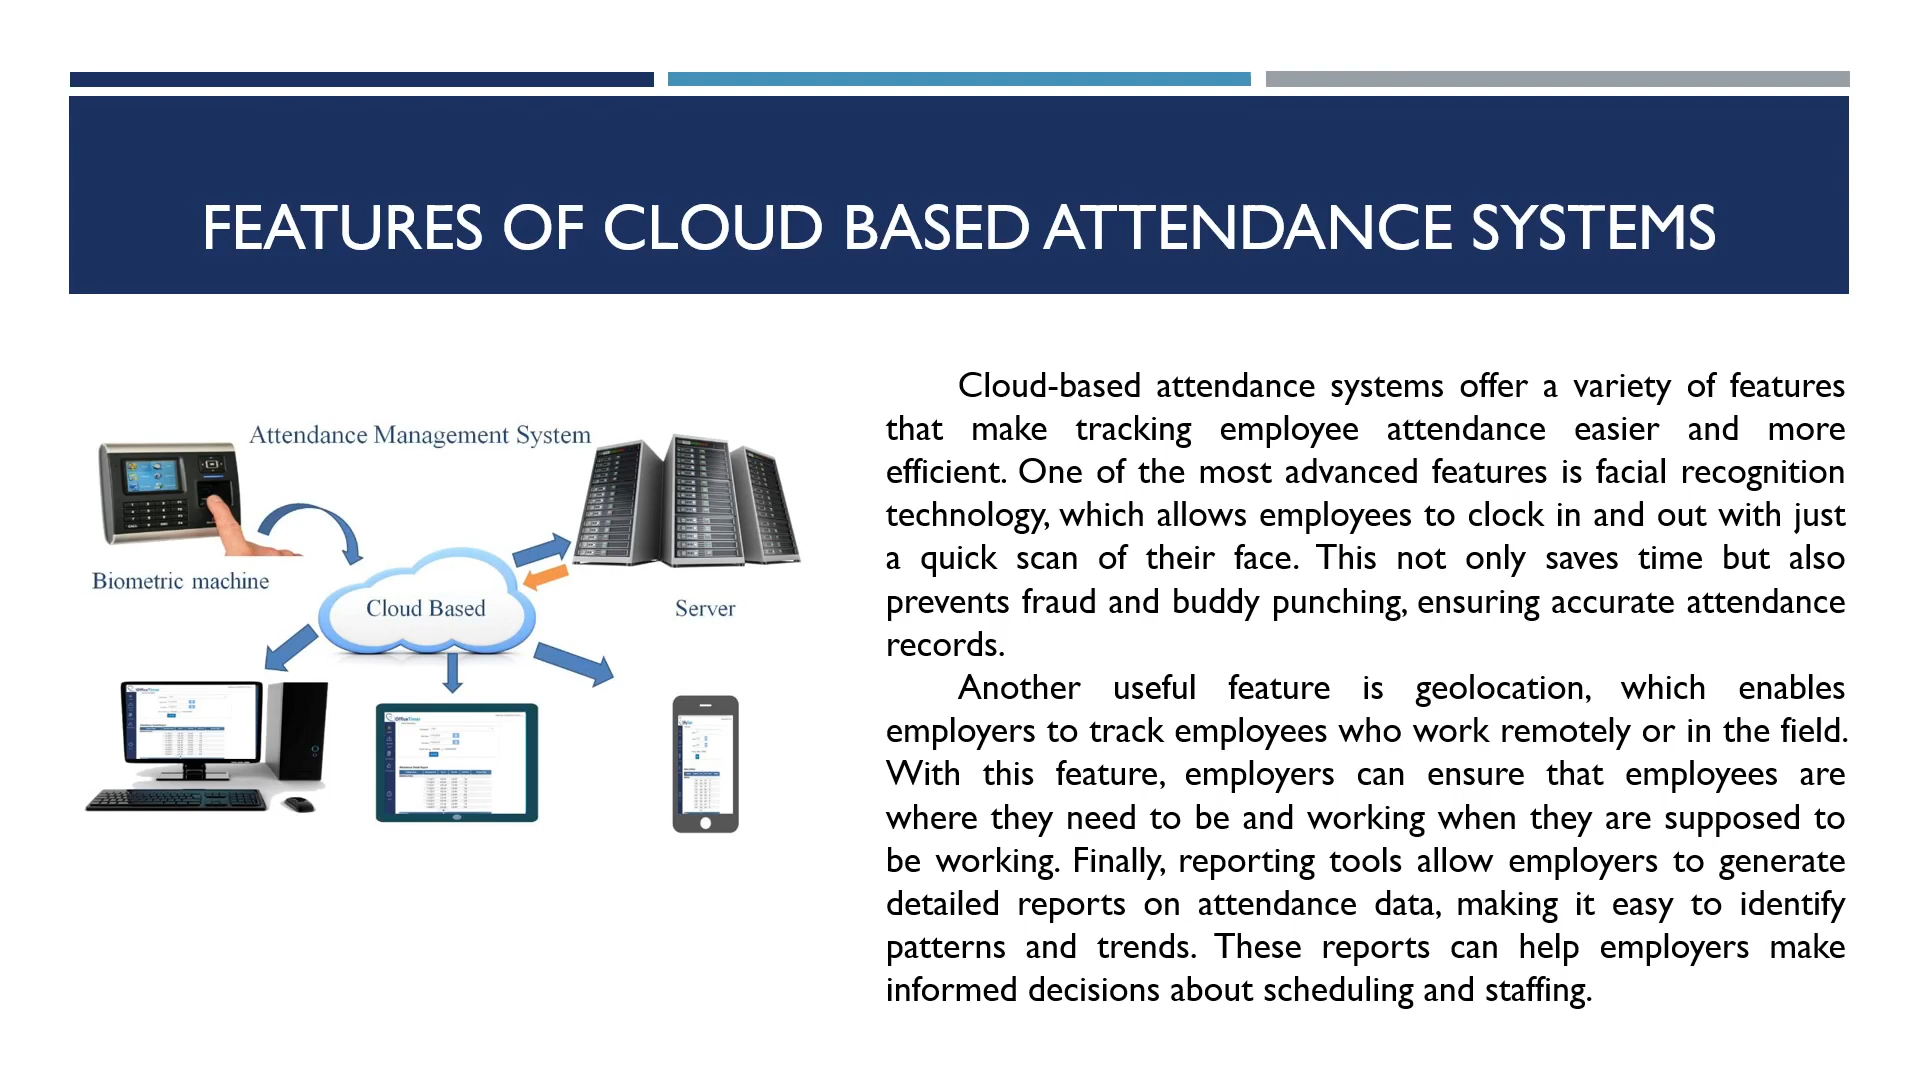 FEATURES OF CLOUD BASED ATTENDANCE SYSTEMS
Attendance Management System
Biometric machine
Cloud Based
Server
OfficeTimer
Cloud-based attendance systems offer a variety of features
that make tracking employee attendance easier and more
efficient. One of the most advanced features is facial recognition
technology, which allows employees to clock in and out with just
a quick scan of their face. This not only saves time but also
prevents fraud and buddy punching, ensuring accurate attendance
records.
Another useful feature is geolocation, which enables
employers to track employees who work remotely or in the field.
With this feature, employers can ensure that employees are
where they need to be and working when they are supposed to
be working. Finally, reporting tools allow employers to generate
detailed reports on attendance data, making it easy to identify
patterns and trends. These reports can help employers make
informed decisions about scheduling and staffing.